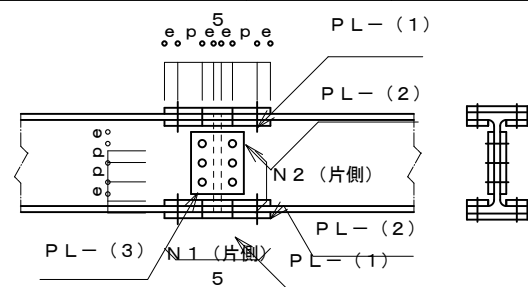 5
e p e e p e
PL－（1）
PL－（2）
e p e
N2（片側）
PL－（2）
PL－（3）
N1（片側）
PL－（1）
5